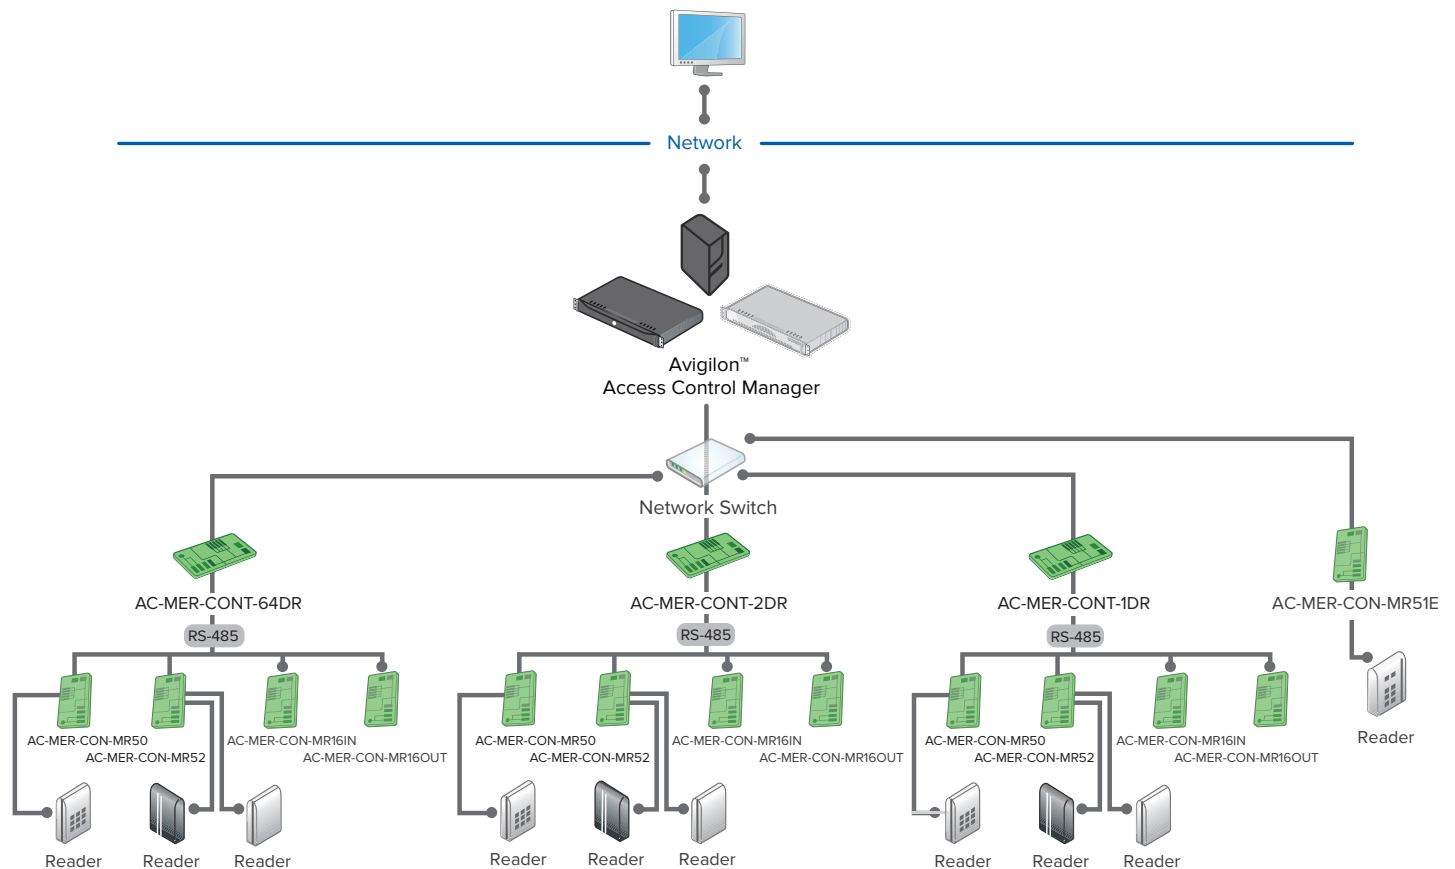 Network
Avigilon™
Access Control Manager
Network Switch
AC-MER-CONT-64DR
AC-MER-CONT-2DR
AC-MER-CONT-1DR
AC-MER-CON-MR51E
RS-485
RS-485
RS-485
Reader
AC-MER-CON-MR50
AC-MER-CON-MR52
AC-MER-CON-MR16IN
AC-MER-CON-MR16OUT
AC-MER-CON-MR50
AC-MER-CON-MR52
AC-MER-CON-MR16IN
AC-MER-CON-MR16OUT
AC-MER-CON-MR50
AC-MER-CON-MR52
AC-MER-CON-MR16IN
AC-MER-CON-MR16OUT
Reader
Reader
Reader
Reader
Reader
Reader
Reader
Reader
Reader